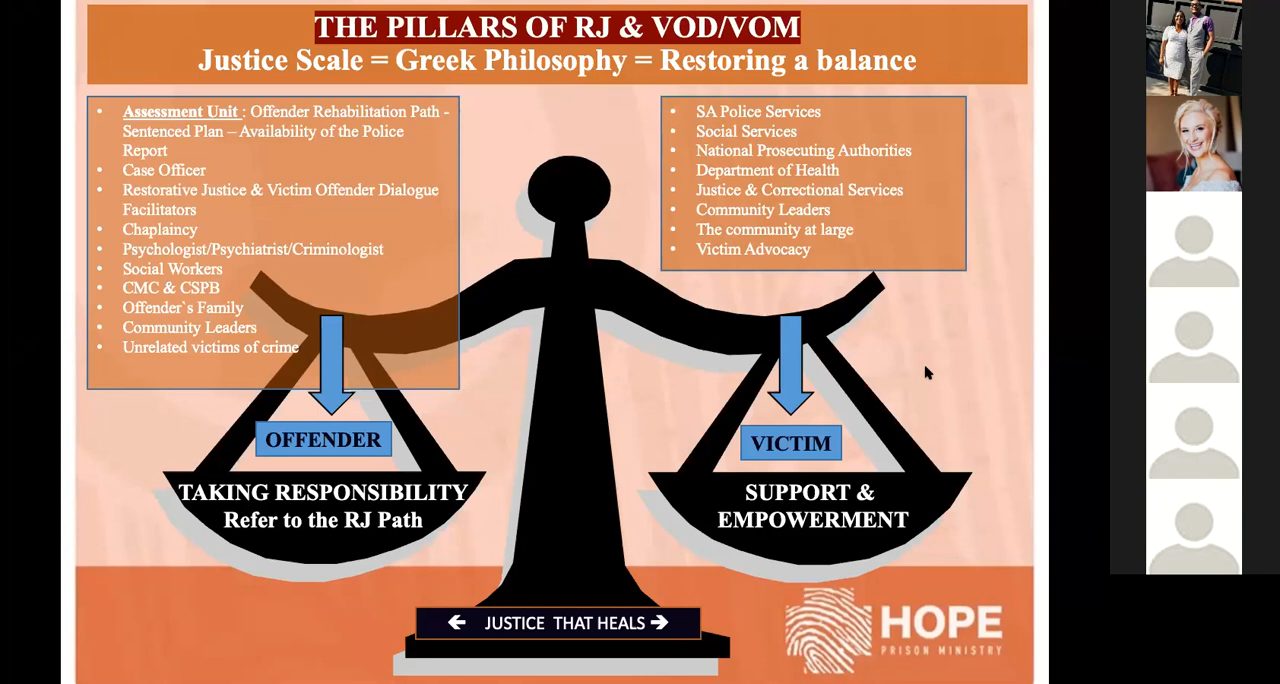 THE PILLARS OF RJ & VOD/VOM
Justice Scale = Greek Philosophy = Restoring a balance
• Assessment Unit : Offender Rehabilitation Path -
Sentenced Plan – Availability of the Police
Report
• Case Officer
• Restorative Justice & Victim Offender Dialogue
Facilitators
• Chaplaincy
• Psychologist/Psychiatrist/Criminologist
• Social Workers
• CMC & CSPB
• Offender`s Family
• Community Leaders
• Unrelated victims of crime
• SA Police Services
• Social Services
• National Prosecuting Authorities
• Department of Health
• Justice & Correctional Services
• Community Leaders
• The community at large
• Victim Advocacy
OFFENDER
TAKING RESPONSIBILITY
Refer to the RJ Path
VICTIM
SUPPORT &
EMPOWERMENT
← JUSTICE THAT HEALS →
HOPE
PRISON MINISTRY